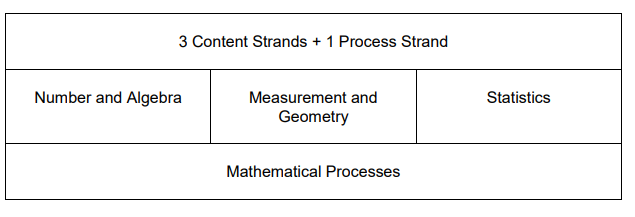 3 Content Strands + 1 Process Strand
Number and Algebra
Measurement and
Geometry
Statistics
Mathematical Processes